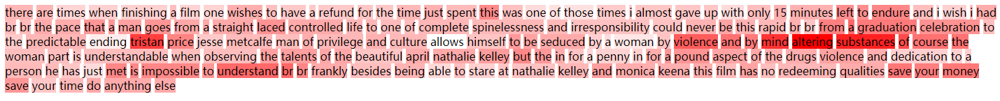 there are times when finishing a film one wishes to have a refund for the time just spent this was one of those times i almost gave up with only 15 minutes left to endure and i wish i had
br br the pace that a man goes from a straight laced controlled life to one of complete spinelessness and irresponsibility could never be this rapid br br from a graduation celebration to
the predictable ending tristan price jesse metcalfe man of privilege and culture allows himself to be seduced by a woman by violence and by mind altering substances of course the
woman part is understandable when observing the talents of the beautiful april nathalie kelley but the in for a penny in for a pound aspect of the drugs violence and dedication to a
person he has just met is impossible to understand br br frankly besides being able to stare at nathalie kelley and monica keena this film has no redeeming qualities save your money
save your time do anything else